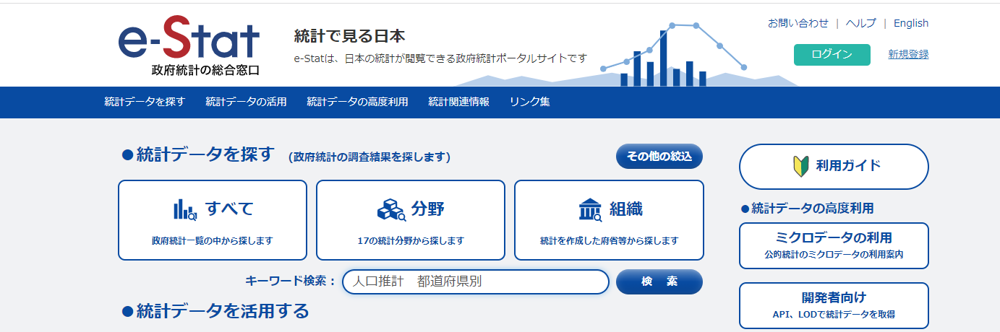 e-Stat
政府統計の総合窓口
統計で見る日本
e-Statは、日本の統計が閲覧できる政府統計ポータルサイトです
お問い合わせ | ヘルプ | English
ログイン 新規登録
統計データを探す 統計データの活用 統計データの高度利用 統計関連情報 リンク集
●統計データを探す (政府統計の調査結果を探します)
その他の絞込
すべて
政府統計一覧の中から探します
分野
17の統計分野から探します
組織
統計を作成した府省等から探します
キーワード検索： 人口推計　都道府県別 検　索
●統計データを活用する
利用ガイド
●統計データの高度利用
ミクロデータの利用
公的統計のミクロデータの利用案内
開発者向け
API、LODで統計データを取得